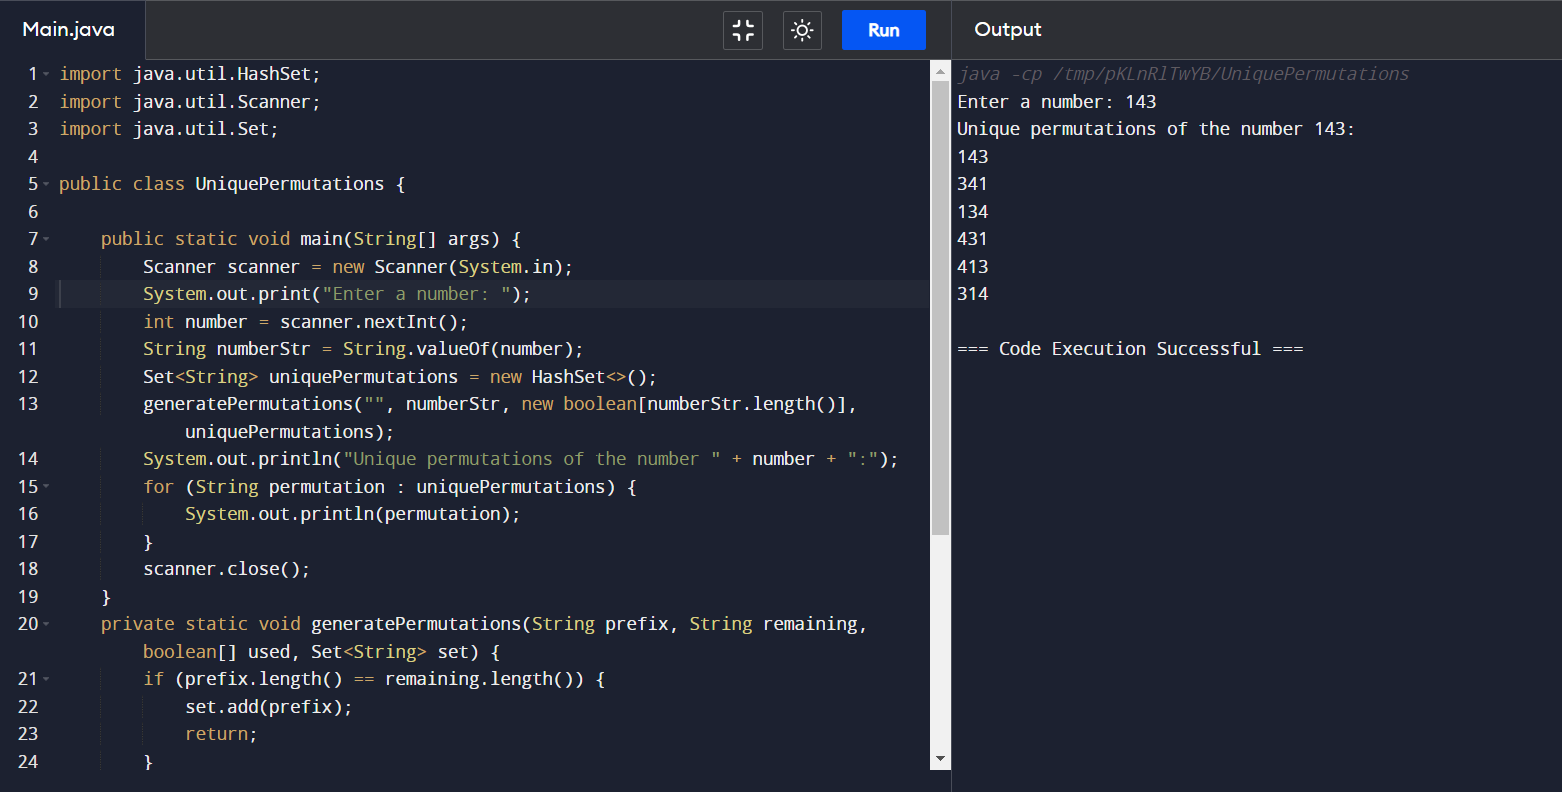 Main.java
Run
Output
1 import java.util.HashSet;
2 import java.util.Scanner;
3 import java.util.Set;
4
5 public class UniquePermutations {
6
7     public static void main(String[] args) {
8         Scanner scanner = new Scanner(System.in);
9         System.out.print("Enter a number: ");
10         int number = scanner.nextInt();
11         String numberStr = String.valueOf(number);
12         Set<String> uniquePermutations = new HashSet<>();
13         generatePermutations("", numberStr, new boolean[numberStr.length()],
            uniquePermutations);
14         System.out.println("Unique permutations of the number " + number + ":");
15         for (String permutation : uniquePermutations) {
16             System.out.println(permutation);
17         }
18         scanner.close();
19     }
20     private static void generatePermutations(String prefix, String remaining,
        boolean[] used, Set<String> set) {
21         if (prefix.length() == remaining.length()) {
22             set.add(prefix);
23             return;
24         }
java -cp /tmp/pKLnRlTwYB/UniquePermutations
Enter a number: 143
Unique permutations of the number 143:
143
341
134
431
413
314
=== Code Execution Successful ===